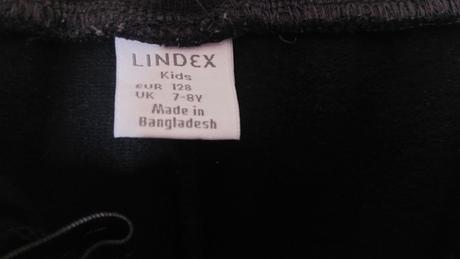 LINDEX
Kids
EUR 128
UK 7-8Y
Made in
Bangladesh